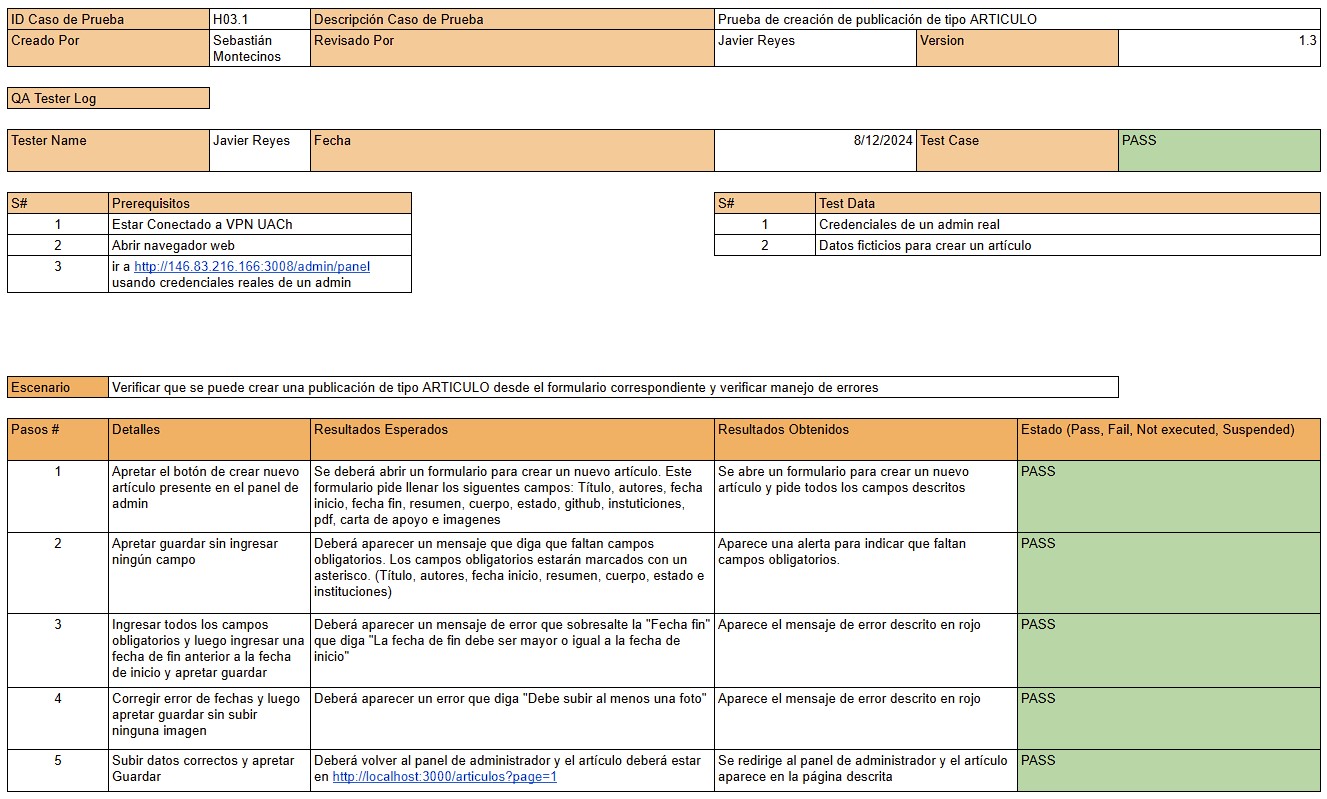 ID Caso de Prueba H03.1 Descripción Caso de Prueba Prueba de creación de publicación de tipo ARTICULO
Creado Por Sebastián Montecinos Revisado Por Javier Reyes Version 1.3
QA Tester Log
Tester Name Javier Reyes Fecha 8/12/2024 Test Case PASS
S# Prerequisitos
1 Estar Conectado a VPN UACh
2 Abrir navegador web
3 ir a http://146.83.216.166:3008/admin/panel
usando credenciales reales de un admin
S# Test Data
1 Credenciales de un admin real
2 Datos ficticios para crear un artículo
Escenario Verificar que se puede crear una publicación de tipo ARTICULO desde el formulario correspondiente y verificar manejo de errores
Pasos # Detalles Resultados Esperados Resultados Obtenidos Estado (Pass, Fail, Not executed, Suspended)
1
Apretar el botón de crear nuevo
artículo presente en el panel de
admin
Se deberá abrir un formulario para crear un nuevo artículo. Este
formulario pide llenar los siguentes campos: Título, autores, fecha
inicio, fecha fin, resumen, cuerpo, estado, github, instuticiones,
pdf, carta de apoyo e imagenes
Se abre un formulario para crear un nuevo
artículo y pide todos los campos descritos
PASS
2
Apretar guardar sin ingresar
ningún campo
Deberá aparecer un mensaje que diga que faltan campos
obligatorios. Los campos obligatorios estarán marcados con un
asterisco. (Título, autores, fecha inicio, resumen, cuerpo, estado e
instituciones)
Aparece una alerta para indicar que faltan
campos obligatorios.
PASS
3
Ingresar todos los campos
obligatorios y luego ingresar una
fecha de fin anterior a la fecha
de inicio y apretar guardar
Deberá aparecer un mensaje de error que sobresalte la "Fecha fin"
que diga "La fecha de fin debe ser mayor o igual a la fecha de
inicio"
Aparece el mensaje de error descrito en rojo
PASS
4
Corregir error de fechas y luego
apretar guardar sin subir
ninguna imagen
Deberá aparecer un error que diga "Debe subir al menos una foto"
Aparece el mensaje de error descrito en rojo
PASS
5
Subir datos correctos y apretar
Guardar
Deberá volver al panel de administrador y el artículo deberá estar
en http://localhost:3000/articulos?page=1
Se redirige al panel de administrador y el artículo
aparece en la página descrita
PASS